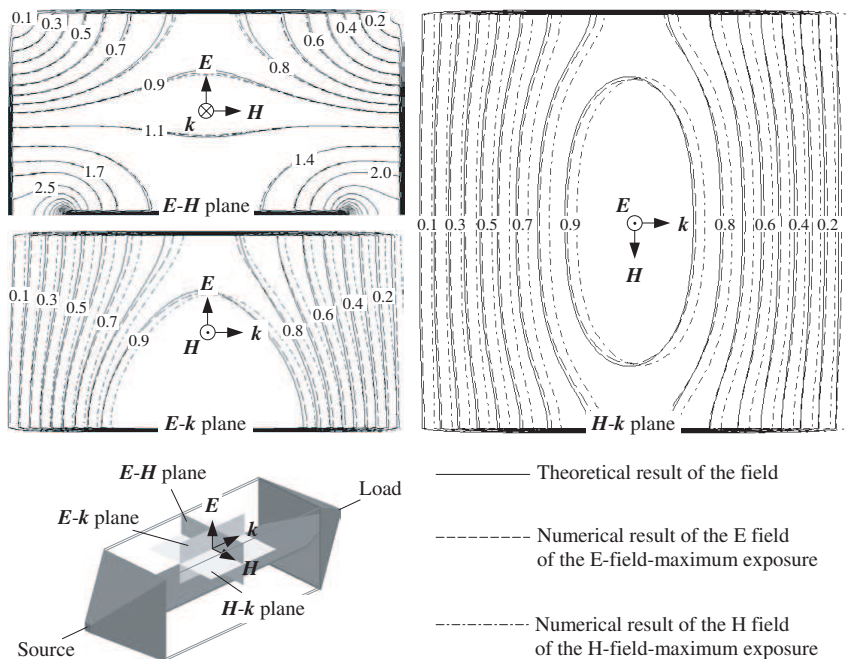 0.1
0.3
0.5
0.7
0.9
1.1
1.7
2.5
0.2
0.4
0.6
0.8
1.4
2.0
E
k
H
E-H plane
0.1
0.3
0.5
0.7
0.9
0.2
0.4
0.6
0.8
E
H
k
E-k plane
0.1 0.3 0.5 0.7 0.9 0.8 0.6 0.4 0.2
E
k
H
H-k plane
E-H plane
E-k plane
E
k
H
H-k plane
Load
Source
Theoretical result of the field
Numerical result of the E field
of the E-field-maximum exposure
Numerical result of the H field
of the H-field-maximum exposure